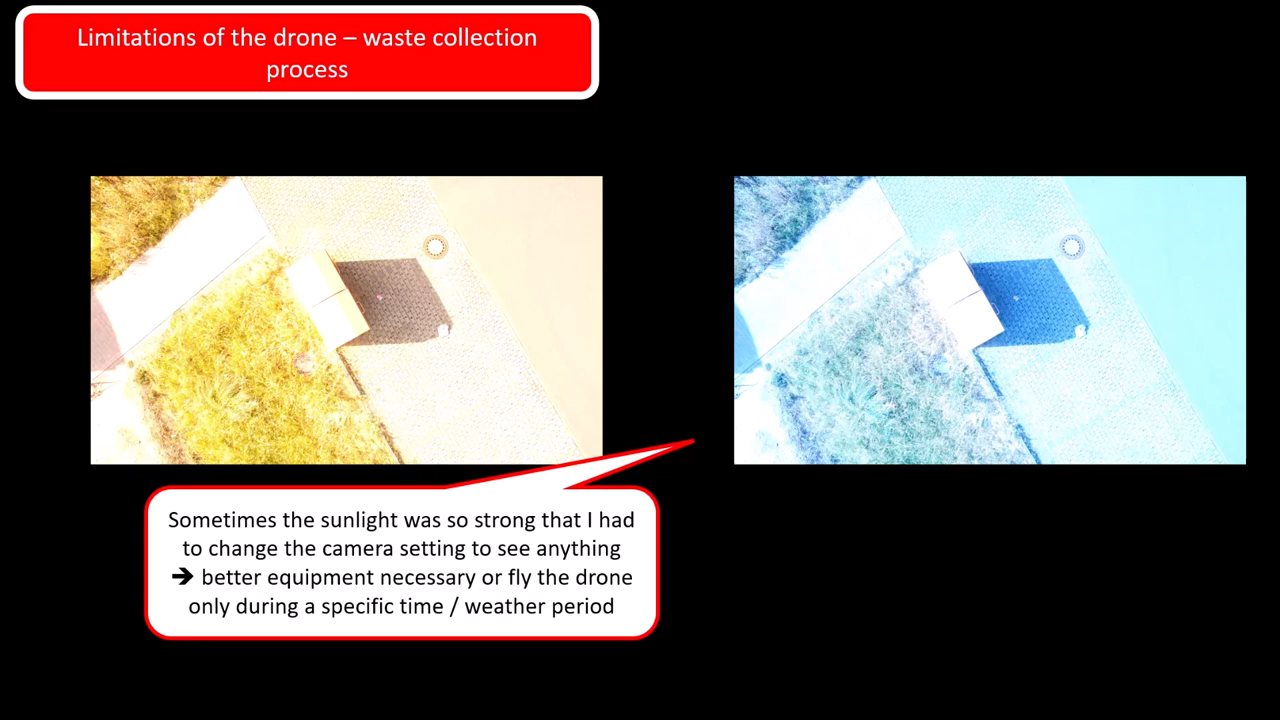 Limitations of the drone – waste collection
process
Sometimes the sunlight was so strong that I had
to change the camera setting to see anything
➔ better equipment necessary or fly the drone
only during a specific time / weather period